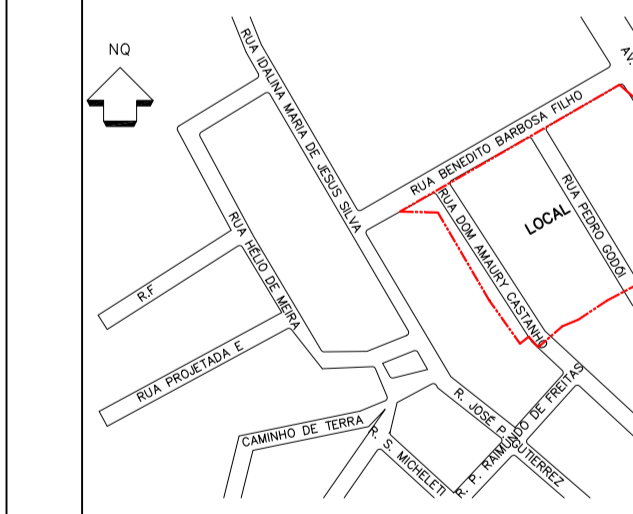 NQ
RUA IDALINA MARIA DE JESUS SILVA
AV.
RUA BENEDITO BARBOSA FILHO
RUA DOM AMAURY CASTANHO
LOCAL
RUA PEDRO GODÓI
RUA HÉLIO DE MEIRA
R.F
RUA PROJETADA E
CAMINHO DE TERRA
R. S. MICHELETI
R. JOSÉ P. GUTIERREZ
R. P. RAIMUNDO DE FREITAS